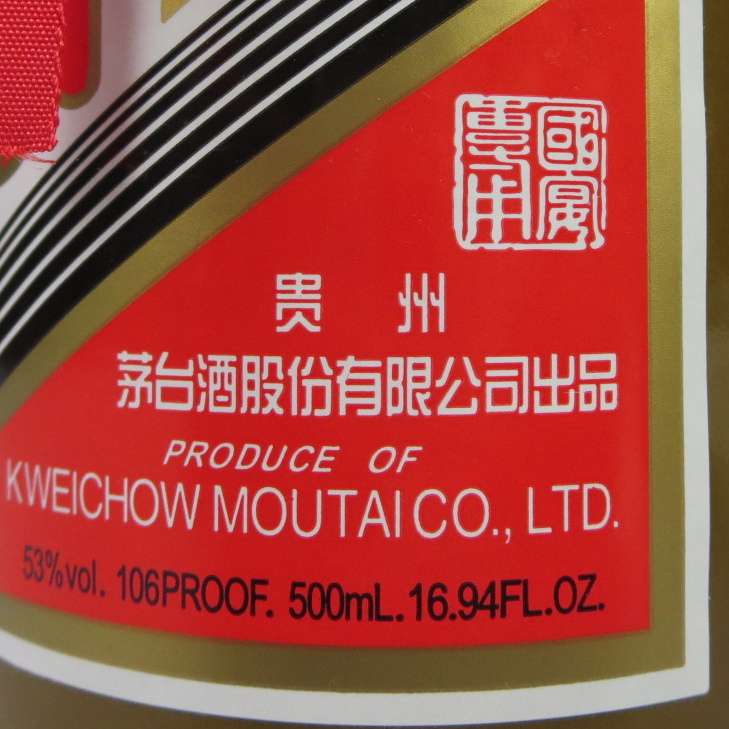 國宴
專用
贵 州
茅台酒股份有限公司出品
PRODUCE OF
KWEICHOW MOUTAI CO., LTD.
53%vol. 106PROOF. 500mL. 16.94FL.OZ.